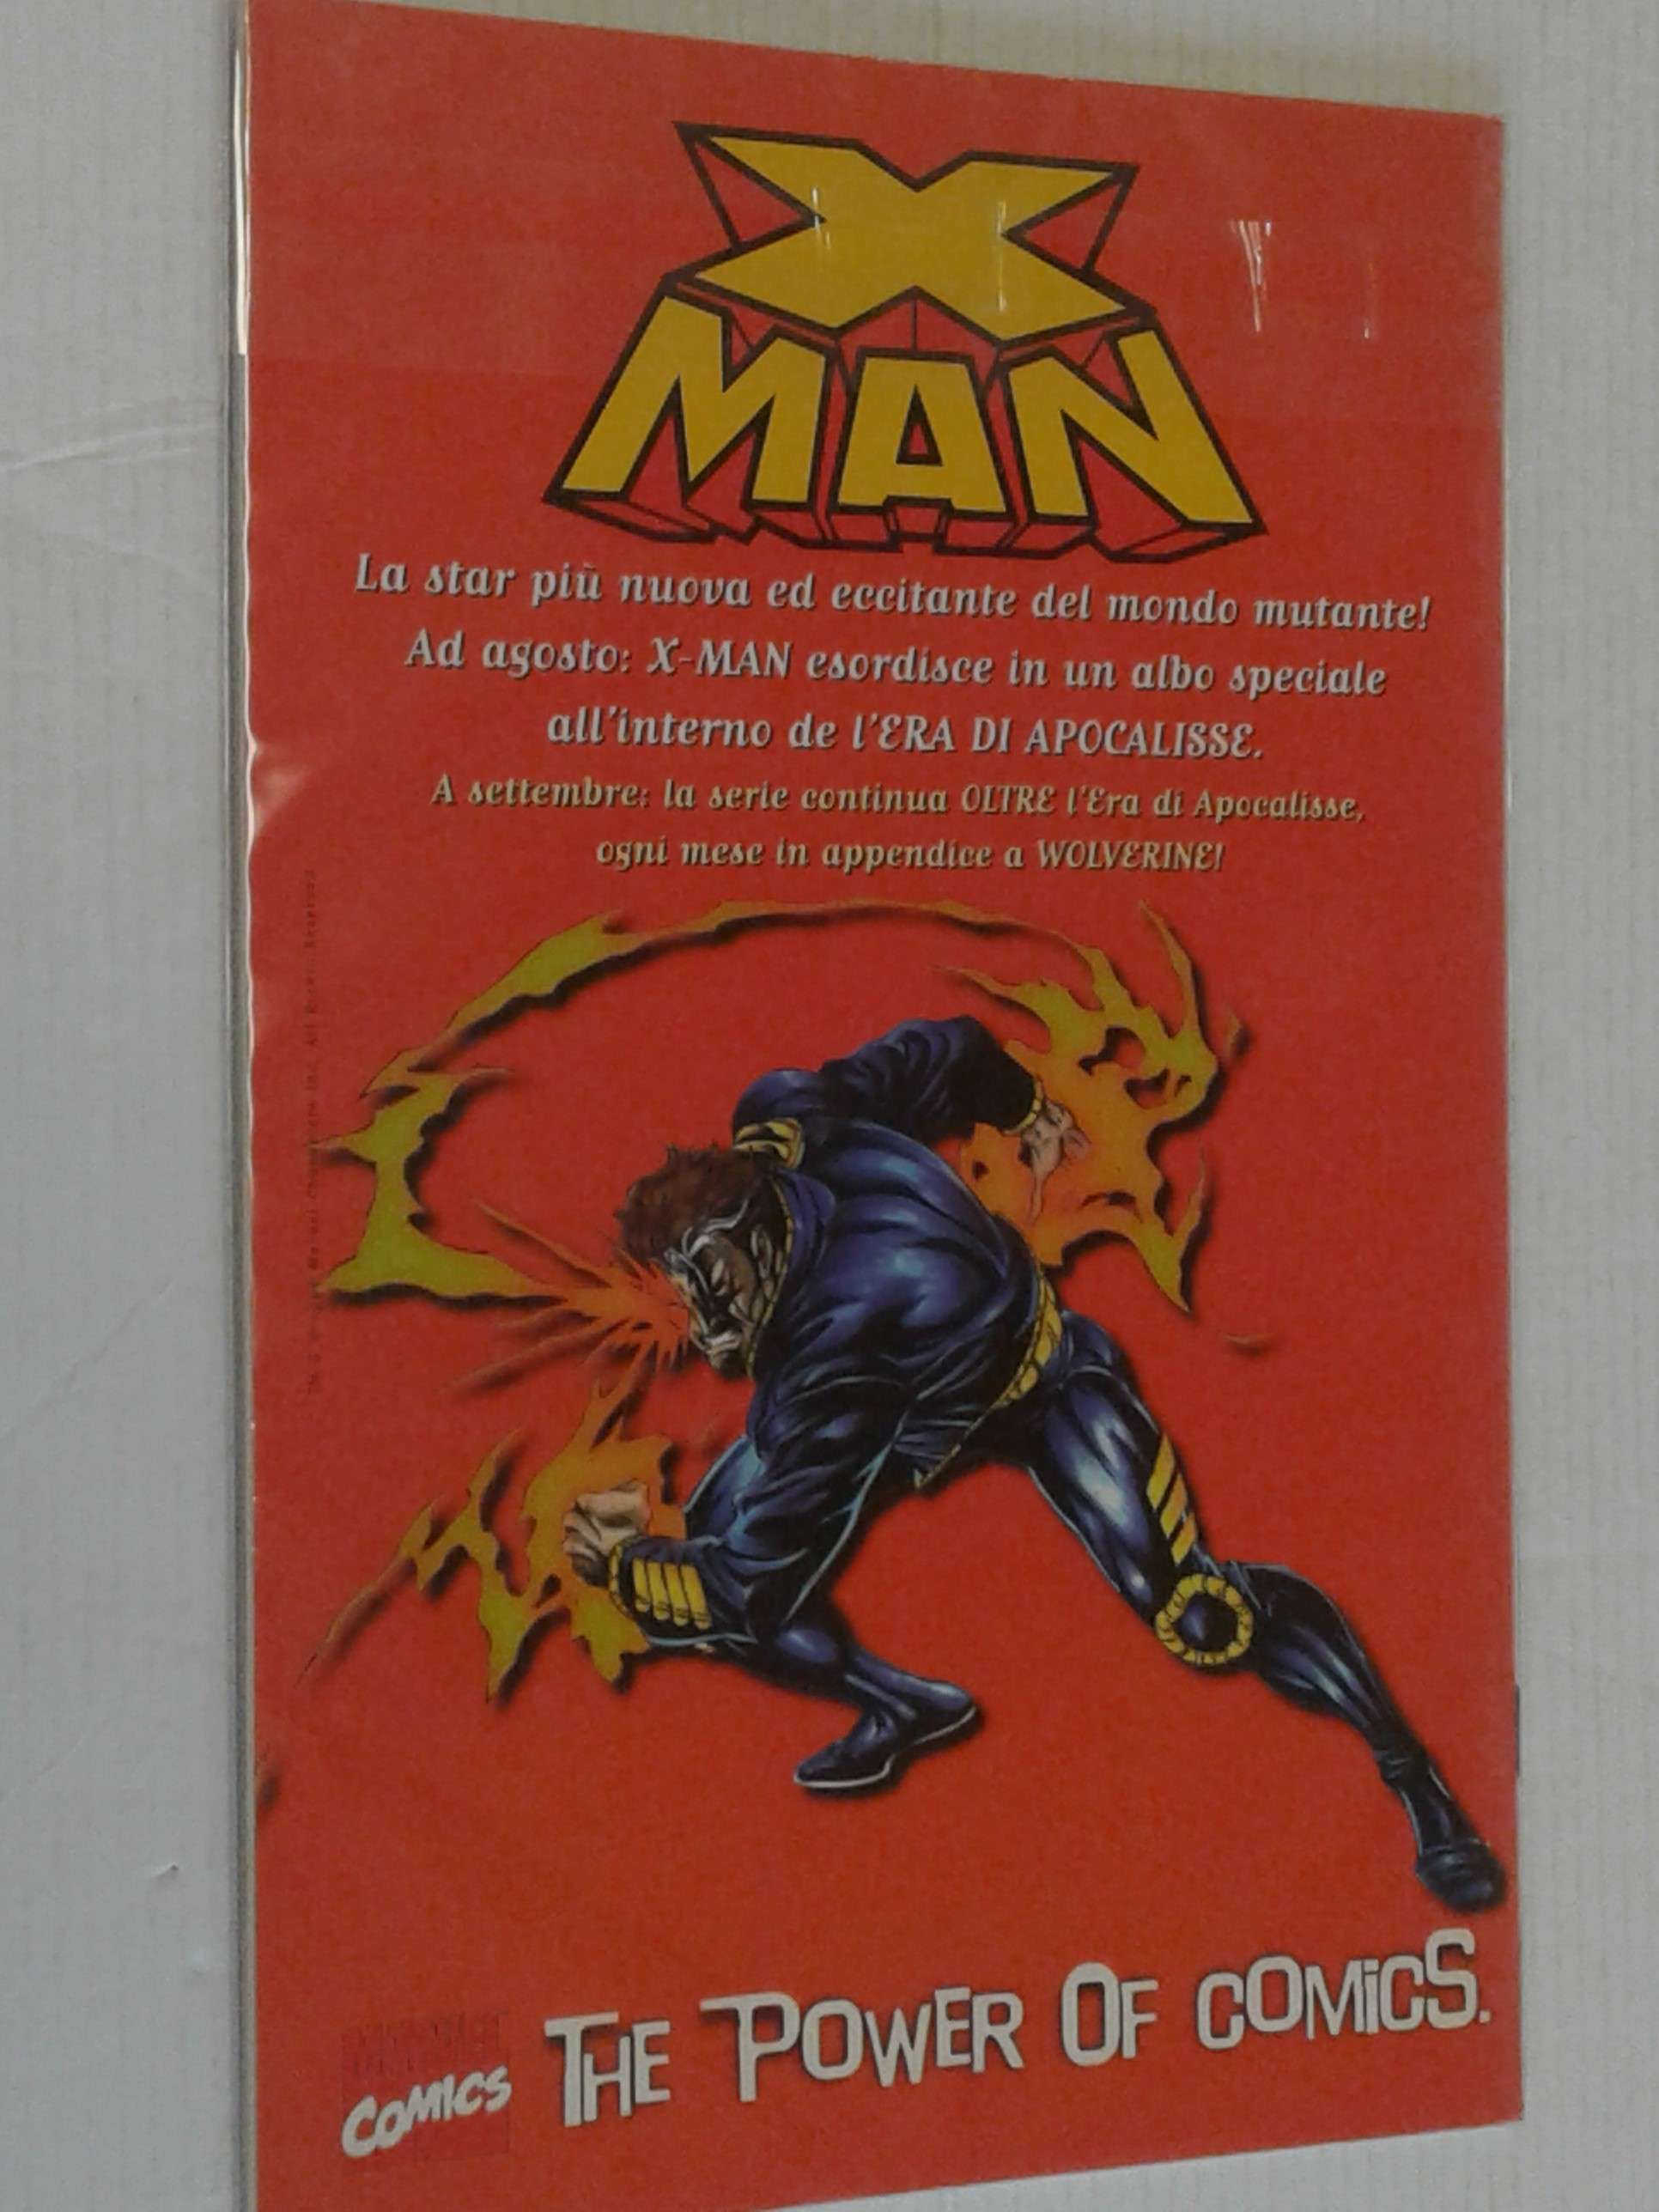 X
MAN
La star più nuova ed eccitante del mondo mutante!
Ad agosto: X-MAN esordisce in un albo speciale
all'interno de l'ERA DI APOCALISSE.
A settembre: la serie continua OLTRE l'Era di Apocalisse,
ogni mese in appendice a WOLVERINE!
MARVEL
COMICS
THE POWER OF COMiCS.